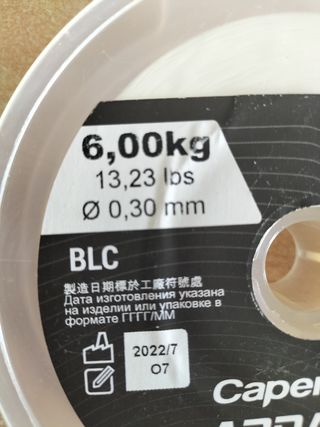 6,00kg
13,23 lbs
Ø 0,30 mm
BLC
製造日期標於工廠符號處
Дата изготовления указана
на изделии или упаковке в
формате ГГГГ/ММ
2022/7
O7
Caper